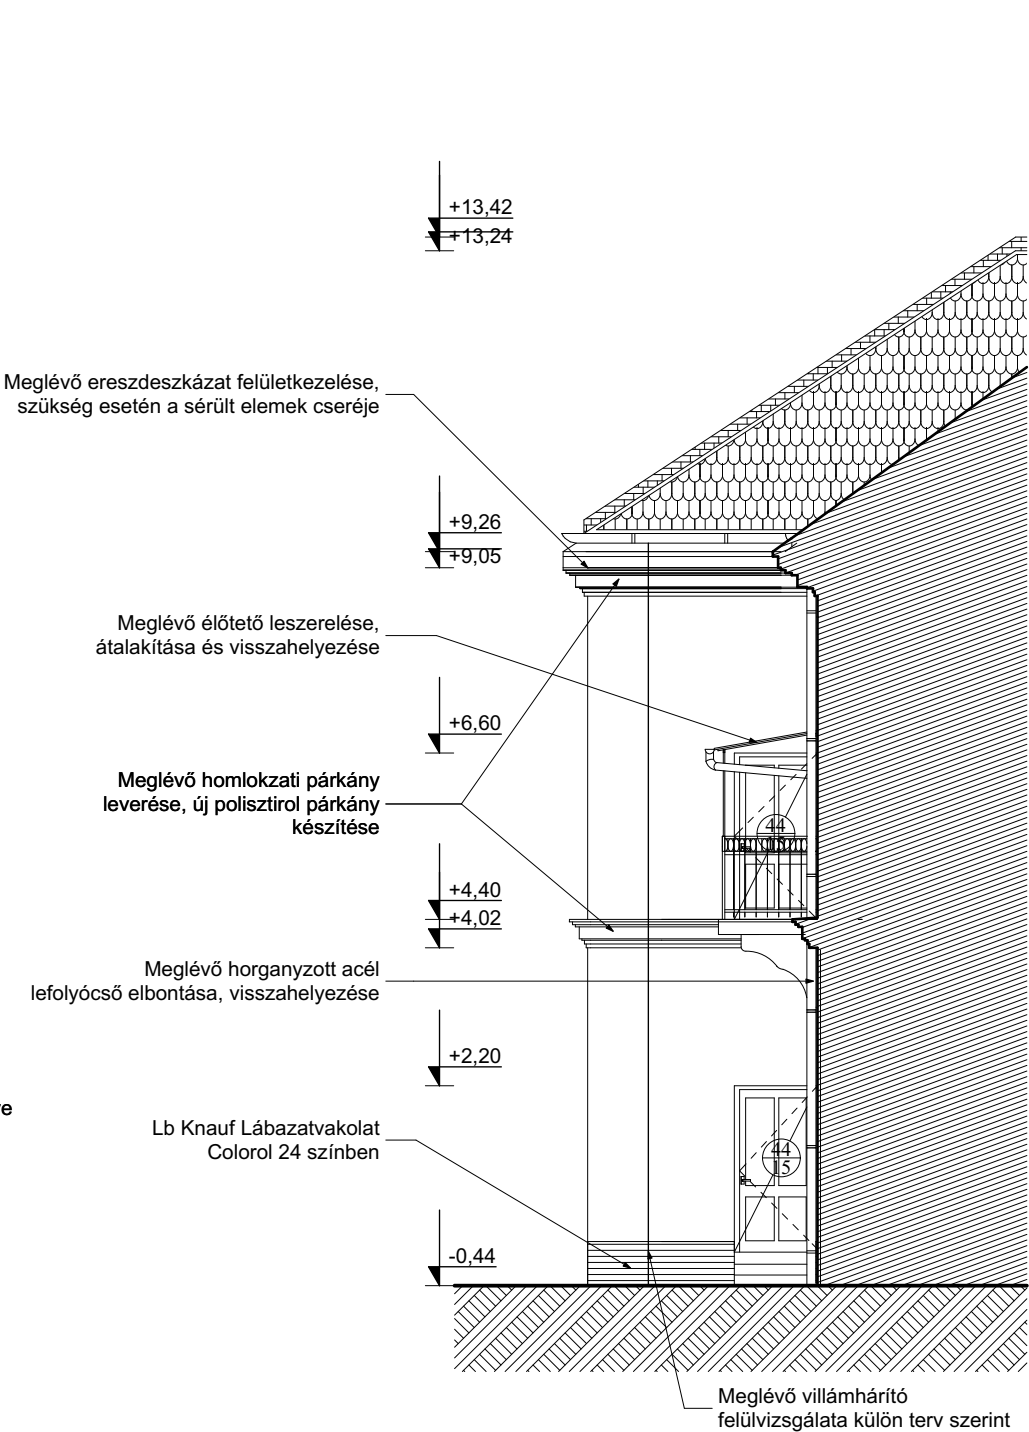 +13,42
+13,24
Meglévő ereszdeszkázat felületkezelése,
szükség esetén a sérült elemek cseréje
+9,26
+9,05
Meglévő élőtető leszerelése,
átalakítása és visszahelyezése
+6,60
Meglévő homlokzati párkány
leverése, új polisztirol párkány
készítése
44
15
+4,40
+4,02
Meglévő horganyzott acél
lefolyócső elbontása, visszahelyezése
+2,20
Lb Knauf Lábazatvakolat
Colorol 24 színben
44
15
-0,44
Meglévő villámhárító
felülvizsgálata külön terv szerint